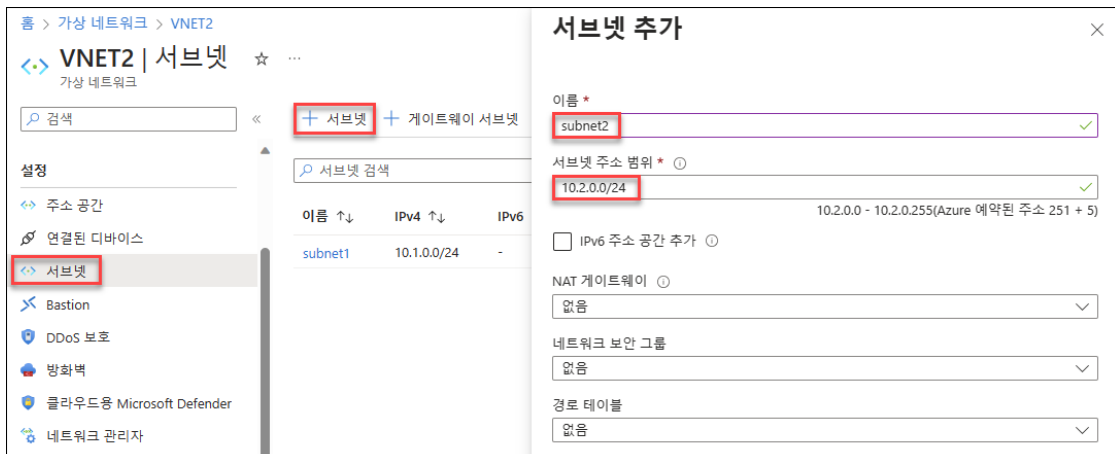 홈 > 가상 네트워크 > VNET2
VNET2 | 서브넷 ☆ ...
가상 네트워크
검색 «
설정
주소 공간
연결된 디바이스
서브넷
Bastion
DDoS 보호
방화벽
클라우드용 Microsoft Defender
네트워크 관리자
+ 서브넷 + 게이트웨이 서브넷
서브넷 검색
이름 ↑↓ IPv4 ↑↓ IPv6
subnet1 10.1.0.0/24 -
서브넷 추가
이름 *
subnet2
서브넷 주소 범위 *
10.2.0.0/24
10.2.0.0 - 10.2.0.255(Azure 예약된 주소 251 + 5)
IPv6 주소 공간 추가
NAT 게이트웨이
없음
네트워크 보안 그룹
없음
경로 테이블
없음